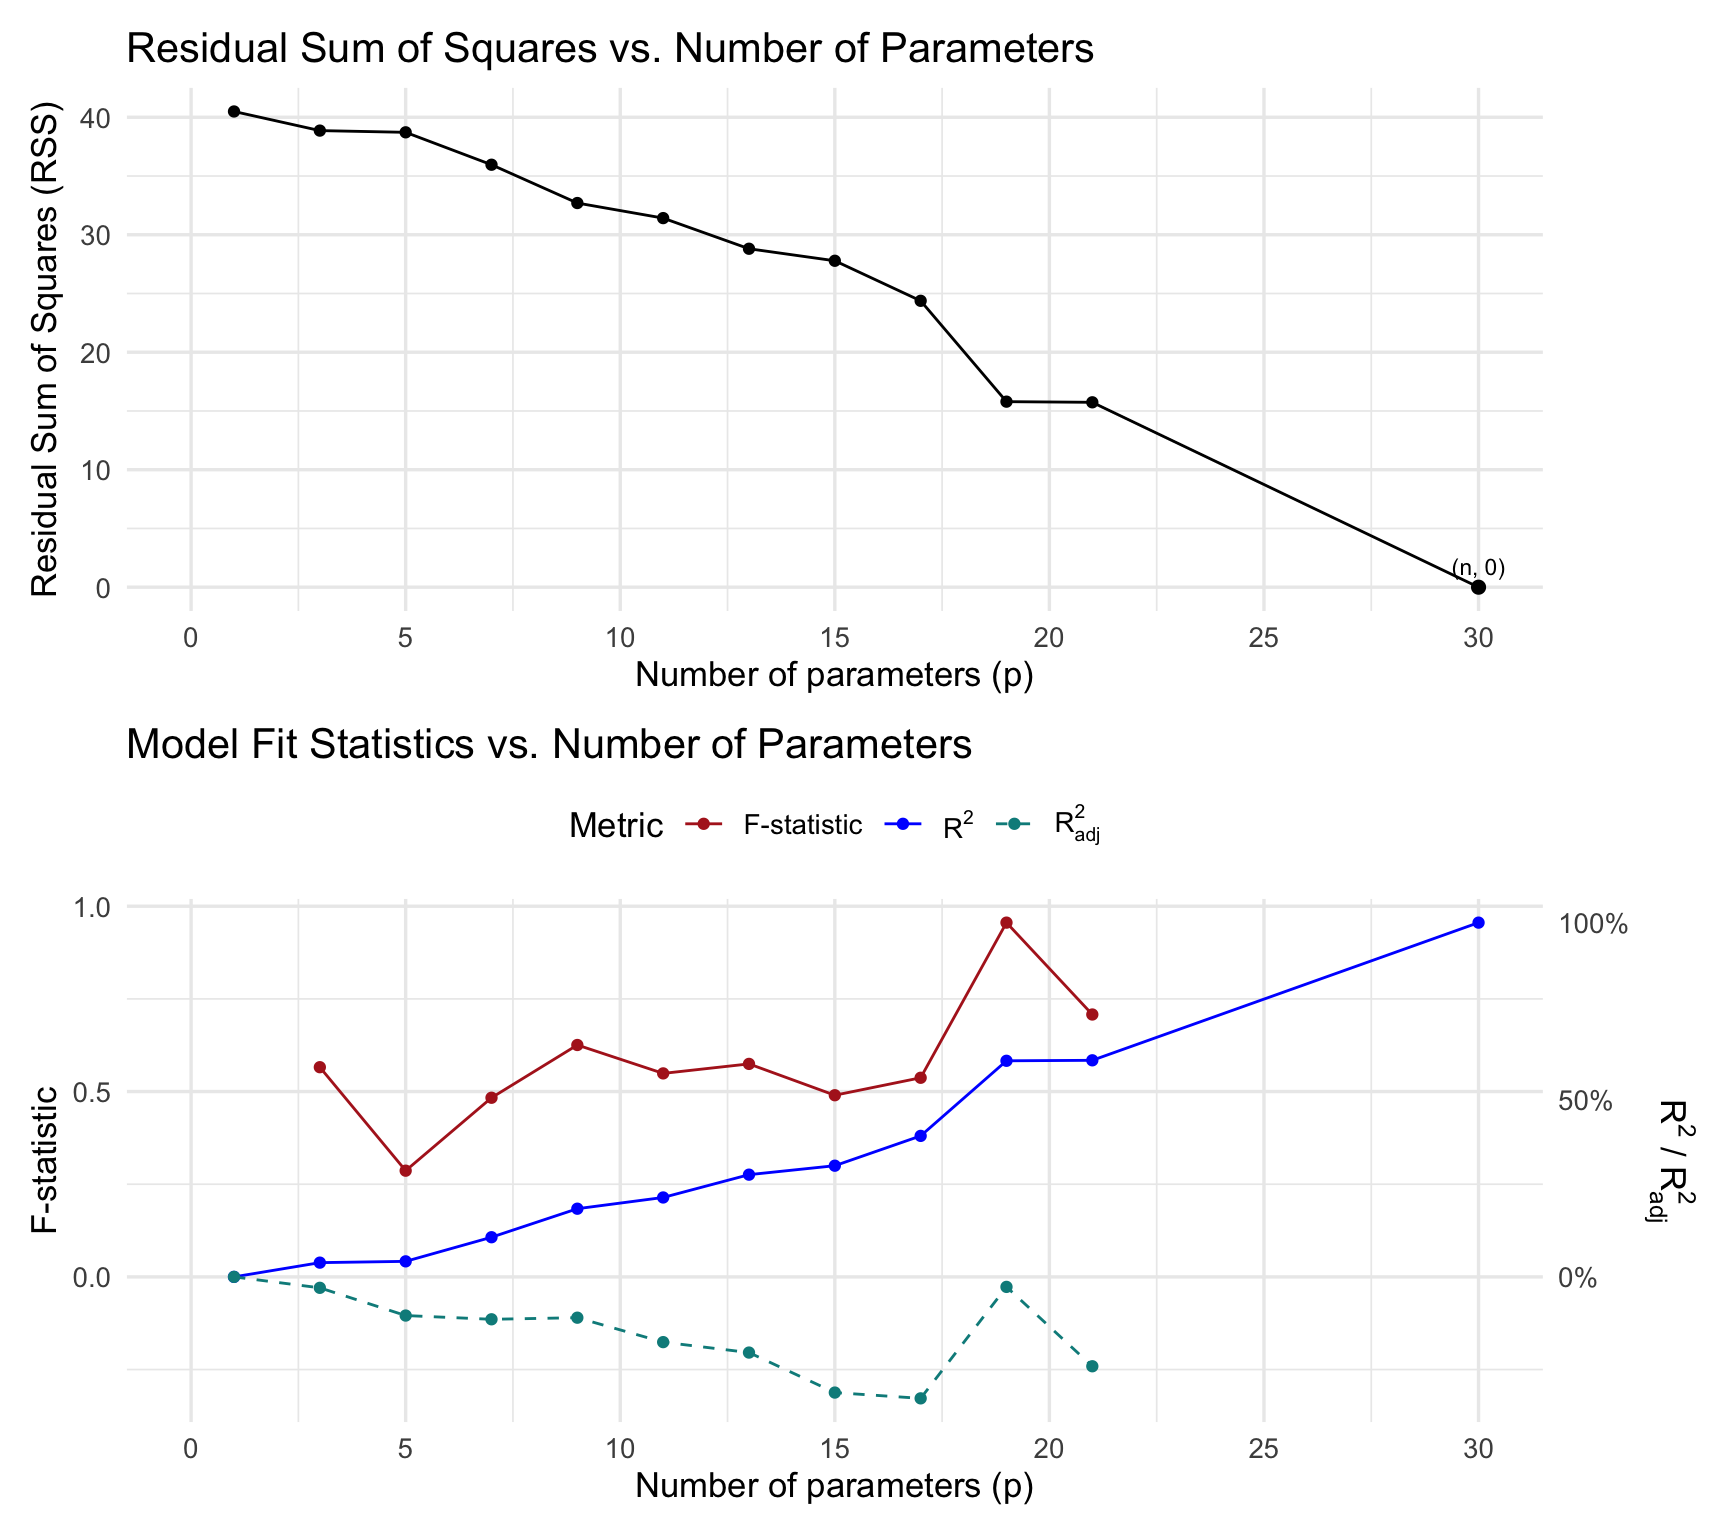 Residual Sum of Squares vs. Number of Parameters
Residual Sum of Squares (RSS)
40
30
20
10
0
(n, 0)
0 5 10 15 20 25 30
Number of parameters (p)
Model Fit Statistics vs. Number of Parameters
Metric F-statistic R² R²adj
F-statistic
1.0
0.5
0.0
100%
50%
0%
R² / R²adj
0 5 10 15 20 25 30
Number of parameters (p)